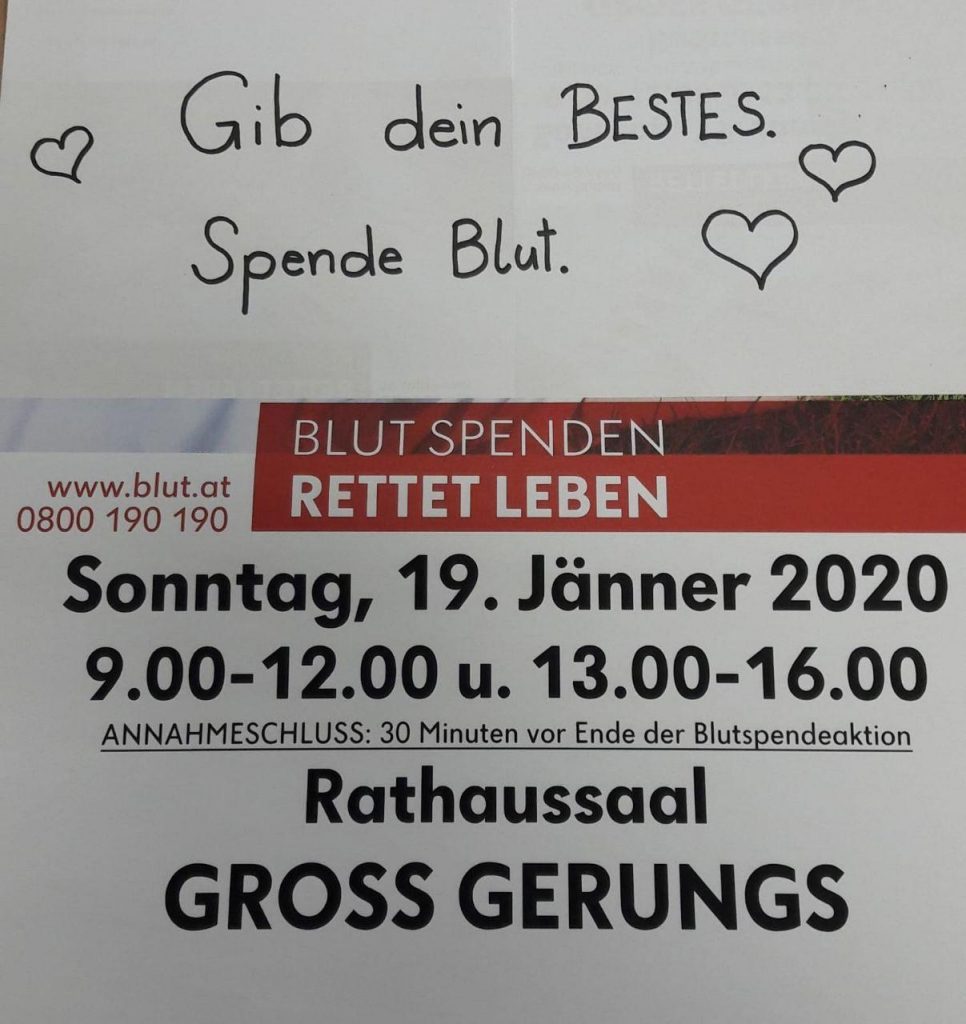 Gib dein BESTES.
Spende Blut.
BLUT SPENDEN
RETTET LEBEN
www.blut.at
0800 190 190
Sonntag, 19. Jänner 2020
9.00-12.00 u. 13.00-16.00
ANNAHMESCHLUSS: 30 Minuten vor Ende der Blutspendeaktion
Rathaussaal
GROSS GERUNGS